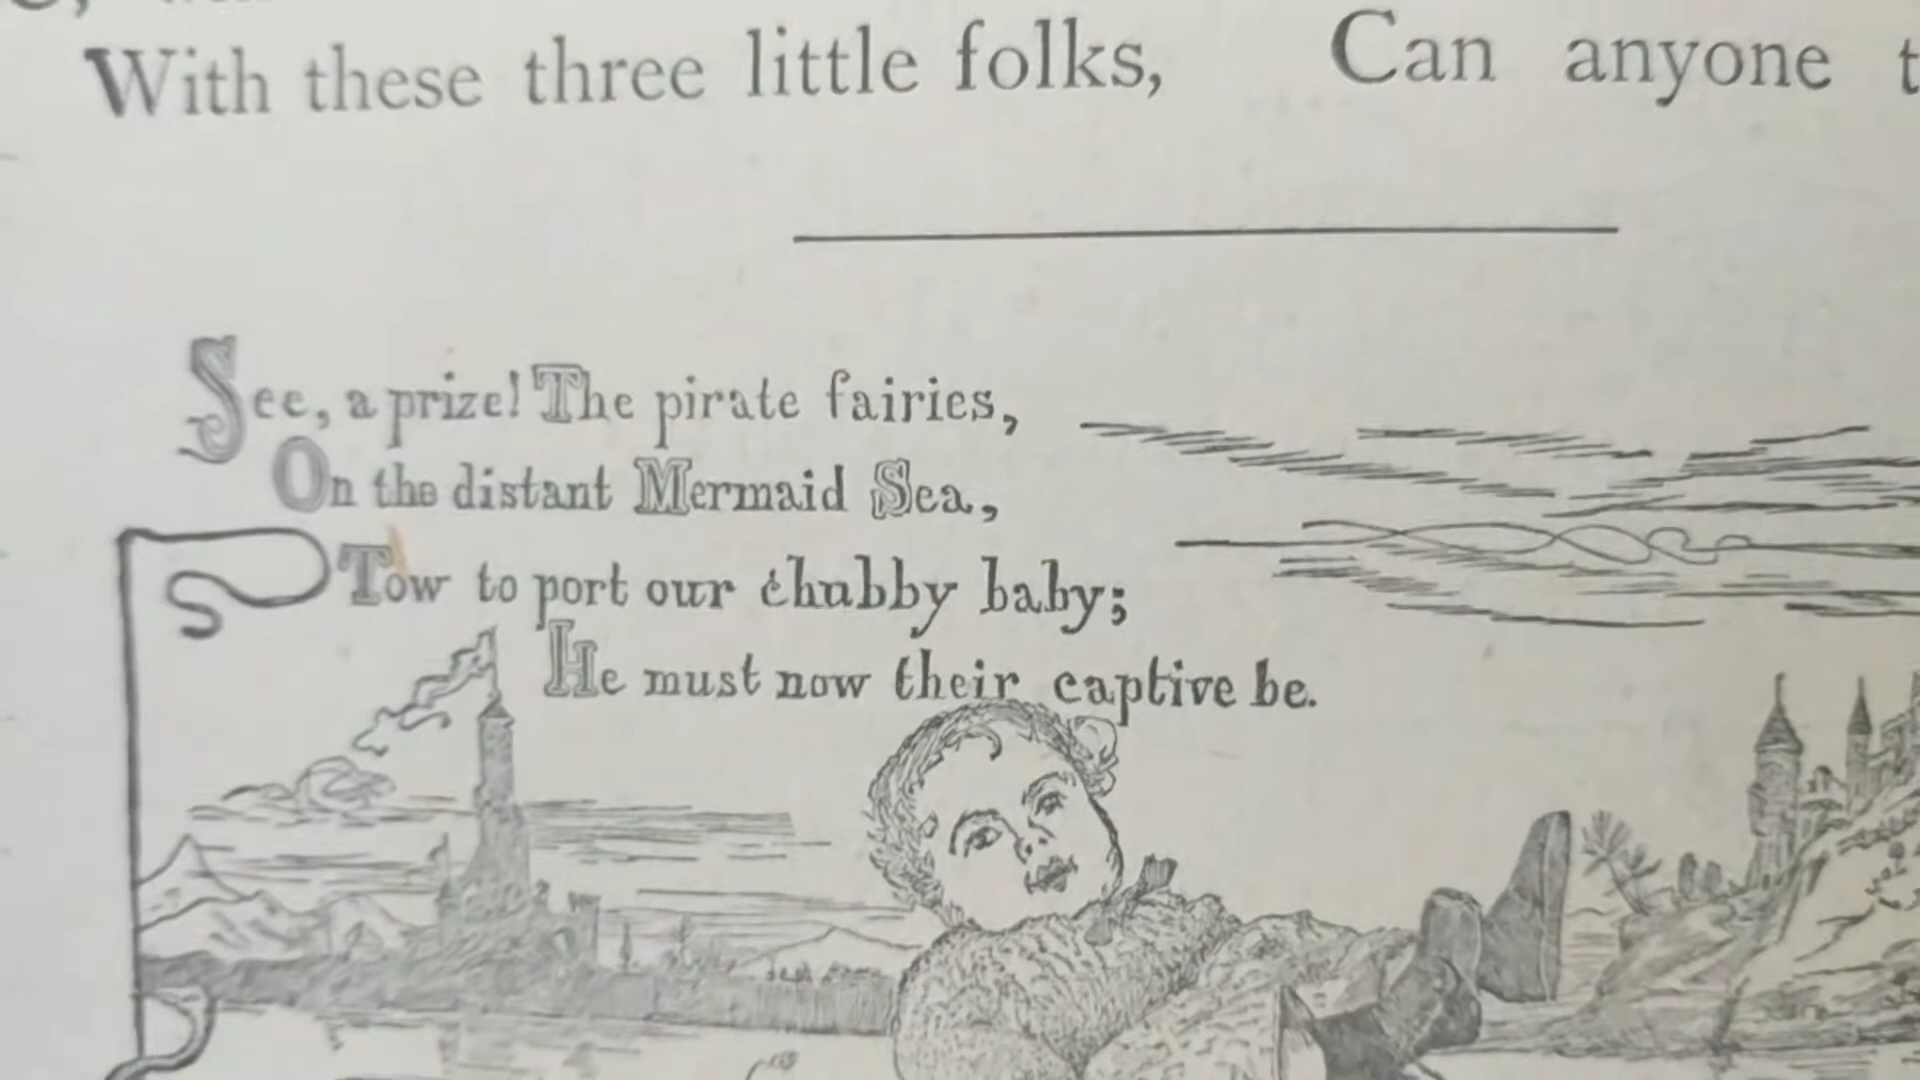 With these three little folks,
Can anyone
See, a prize! The pirate fairies,
On the distant Mermaid Sea,
Tow to port our chubby baby;
He must now their captive be.